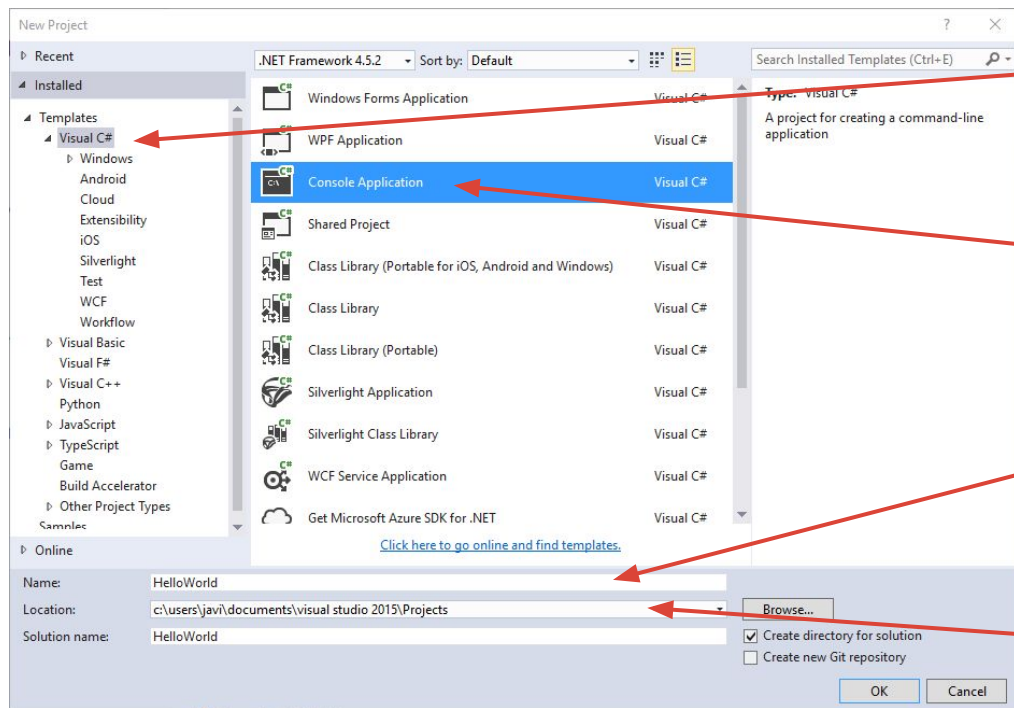 New Project
?
Recent
Installed
Templates
Visual C#
Windows
Android
Cloud
Extensibility
iOS
Silverlight
Test
WCF
Workflow
Visual Basic
Visual F#
Visual C++
Python
JavaScript
TypeScript
Game
Build Accelerator
Other Project Types
Samples
Online
.NET Framework 4.5.2
Sort by: Default
Windows Forms Application Visual C#
WPF Application Visual C#
Console Application Visual C#
Shared Project Visual C#
Class Library (Portable for iOS, Android and Windows) Visual C#
Class Library Visual C#
Class Library (Portable) Visual C#
Silverlight Application Visual C#
Silverlight Class Library Visual C#
WCF Service Application Visual C#
Get Microsoft Azure SDK for .NET Visual C#
Click here to go online and find templates.
Search Installed Templates (Ctrl+E)
Type: Visual C#
A project for creating a command-line
application
Name: HelloWorld
Location: c:\users\javi\documents\visual studio 2015\Projects
Browse...
Solution name: HelloWorld
Create directory for solution
Create new Git repository
OK
Cancel